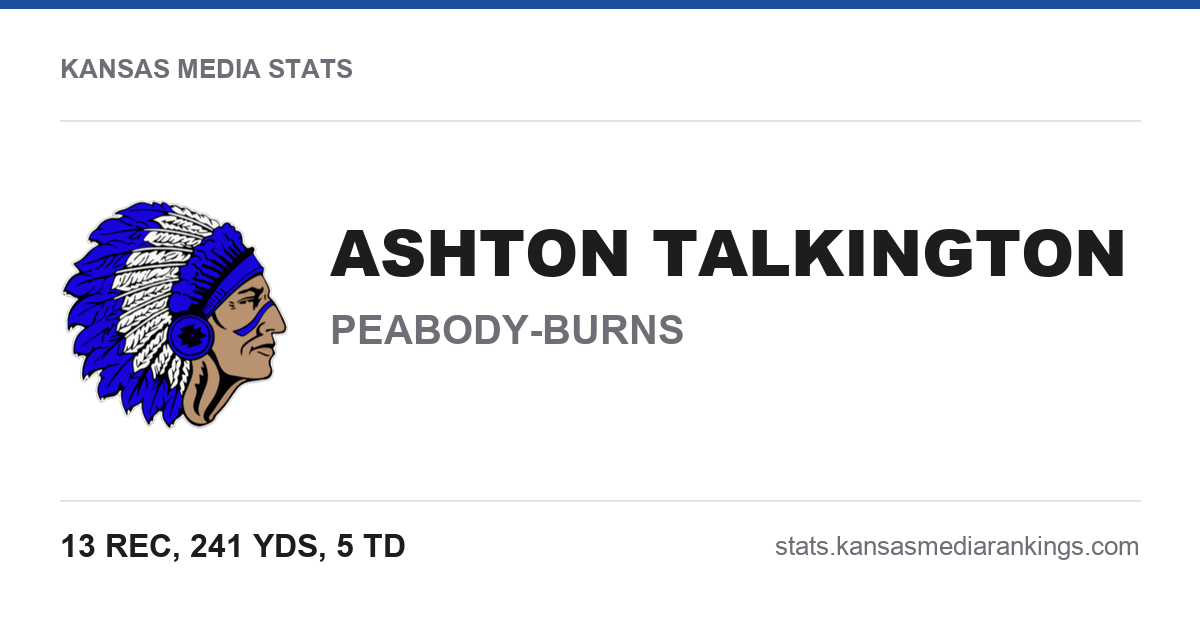 KANSAS MEDIA STATS
ASHTON TALKINGTON
PEABODY-BURNS
13 REC, 241 YDS, 5 TD
stats.kansasmediarankings.com